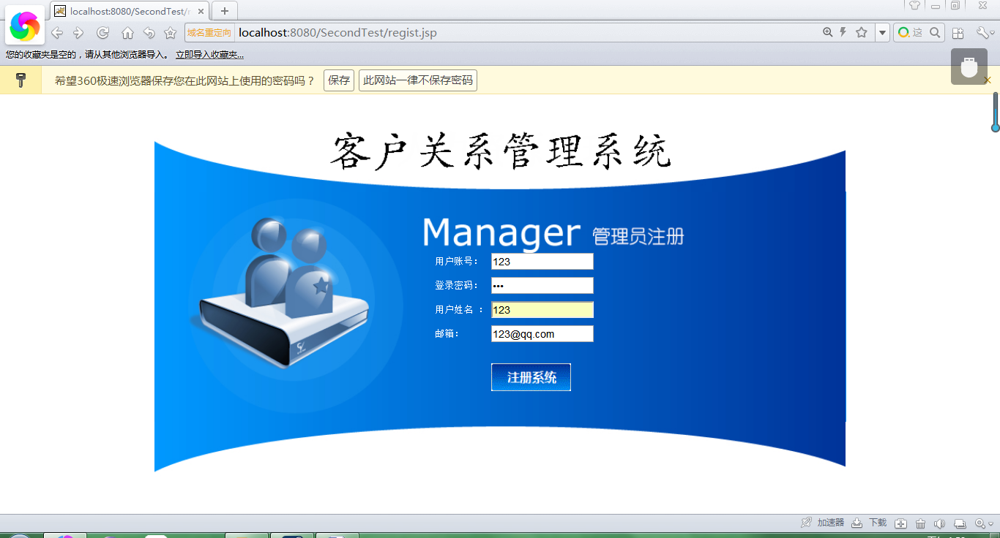 localhost:8080/SecondTest/r
域名重定向 localhost:8080/SecondTest/regist.jsp 这
您的收藏夹是空的，请从其他浏览器导入。 立即导入收藏夹...
希望360极速浏览器保存您在此网站上使用的密码吗？ 保存 此网站一律不保存密码
客户关系管理系统
Manager 管理员注册
用户账号： 123
登录密码： •••
用户姓名 ： 123
邮箱： 123@qq.com
注册系统
加速器 下载